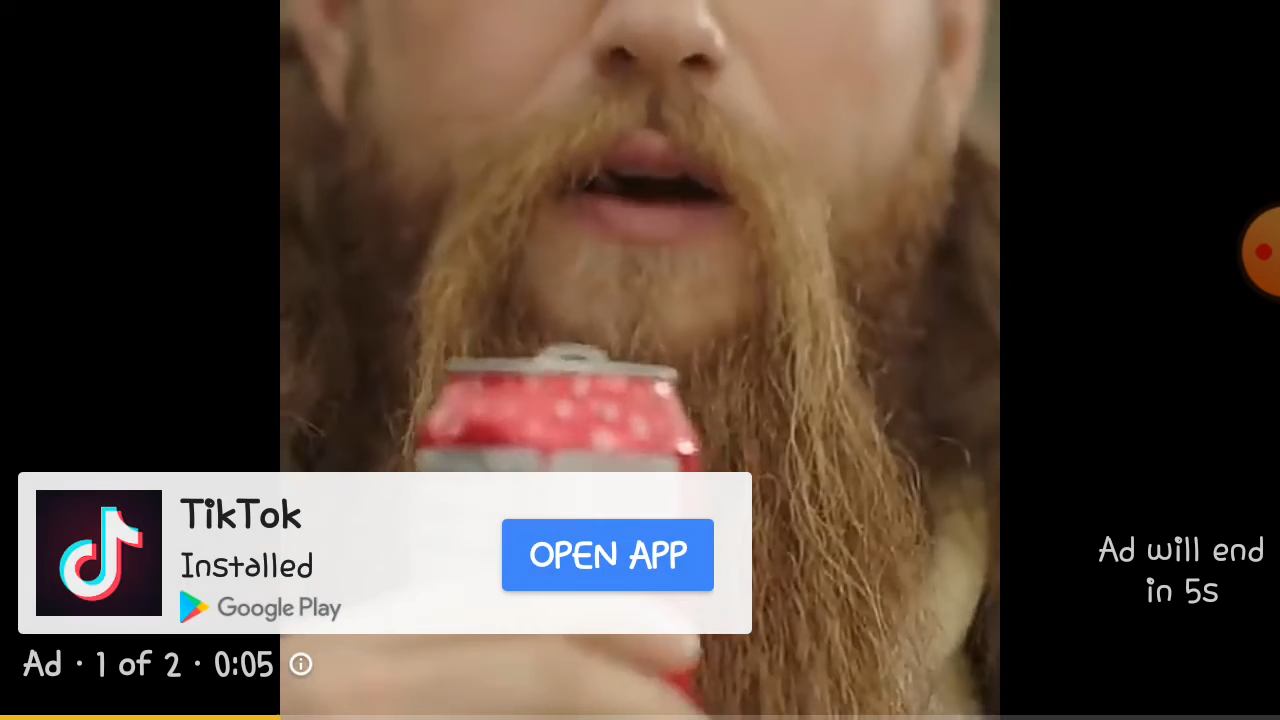 TikTok
Installed
Google Play
OPEN APP
Ad will end
in 5s
Ad · 1 of 2 · 0:05